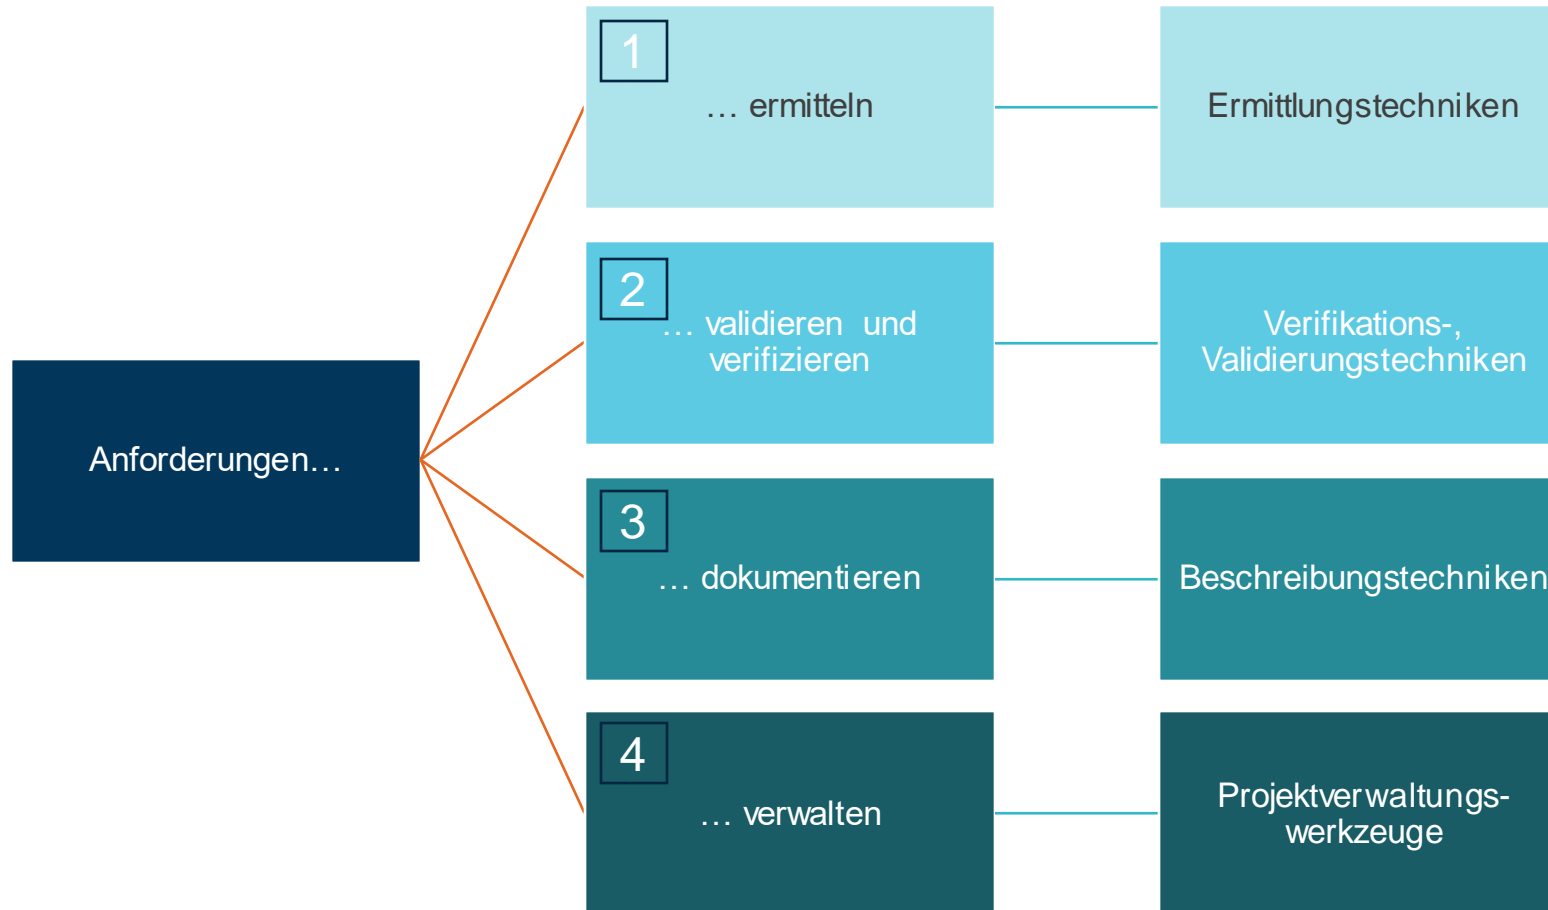 1
… ermitteln
Ermittlungstechniken
2
… validieren und
verifizieren
Verifikations-,
Validierungstechniken
Anforderungen…
3
… dokumentieren
Beschreibungstechniken
4
… verwalten
Projektverwaltungs-
werkzeuge